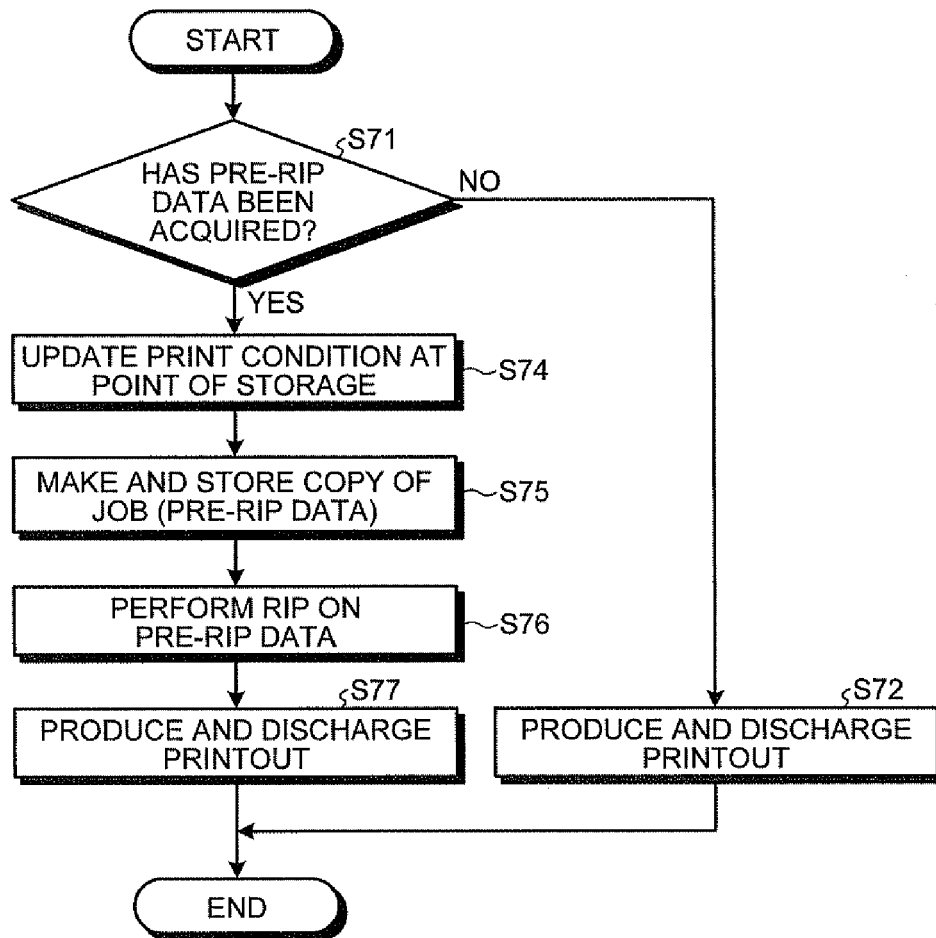 START
S71
HAS PRE-RIP
DATA BEEN
ACQUIRED?
NO
YES
UPDATE PRINT CONDITION AT
POINT OF STORAGE
S74
MAKE AND STORE COPY OF
JOB (PRE-RIP DATA)
S75
PERFORM RIP ON
PRE-RIP DATA
S76
S77
PRODUCE AND DISCHARGE
PRINTOUT
S72
PRODUCE AND DISCHARGE
PRINTOUT
END